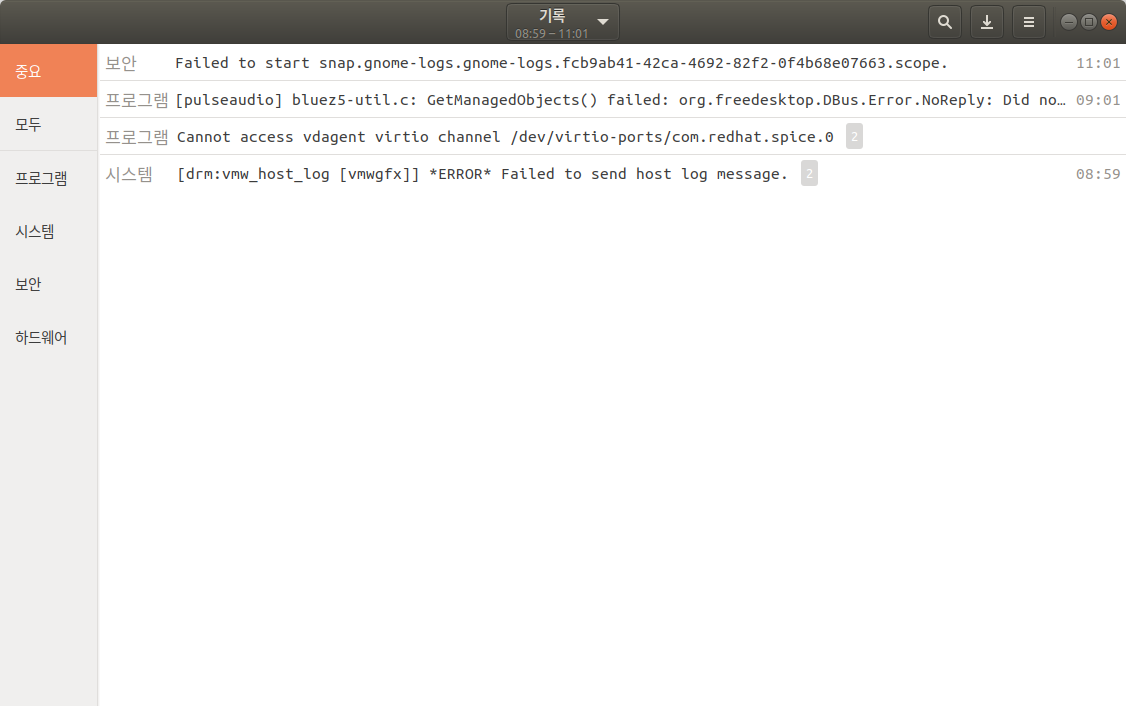 기록
08:59 – 11:01
중요
모두
프로그램
시스템
보안
하드웨어
보안 Failed to start snap.gnome-logs.gnome-logs.fcb9ab41-42ca-4692-82f2-0f4b68e07663.scope. 11:01
프로그램 [pulseaudio] bluez5-util.c: GetManagedObjects() failed: org.freedesktop.DBus.Error.NoReply: Did no… 09:01
프로그램 Cannot access vdagent virtio channel /dev/virtio-ports/com.redhat.spice.0 2
시스템 [drm:vmw_host_log [vmwgfx]] *ERROR* Failed to send host log message. 2 08:59